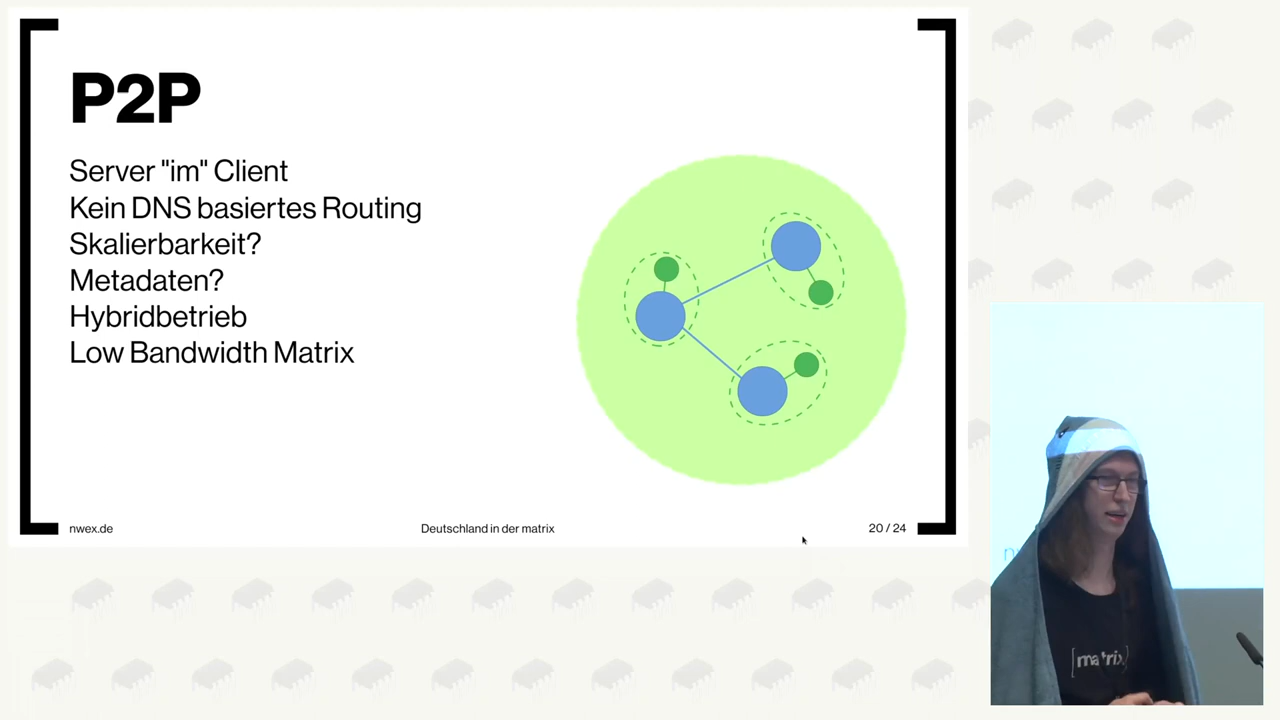 P2P
Server "im" Client
Kein DNS basiertes Routing
Skalierbarkeit?
Metadaten?
Hybridbetrieb
Low Bandwidth Matrix
nwex.de
Deutschland in der matrix
20 / 24
[matrix]